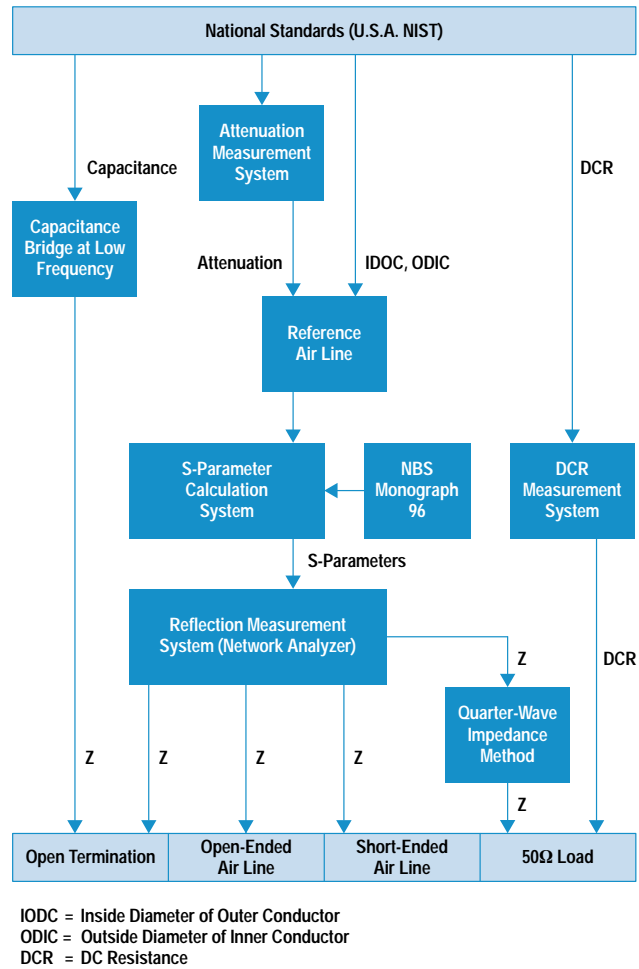 National Standards (U.S.A. NIST)
Attenuation
Measurement
System
Capacitance
DCR
Capacitance
Bridge at Low
Frequency
Attenuation
IDOC, ODIC
Reference
Air Line
S-Parameter
Calculation
System
NBS
Monograph
96
DCR
Measurement
System
S-Parameters
Reflection Measurement
System (Network Analyzer)
Z
DCR
Quarter-Wave
Impedance
Method
Z
Z
Z
Z
Z
Open Termination
Open-Ended
Air Line
Short-Ended
Air Line
50Ω Load
IODC = Inside Diameter of Outer Conductor
ODIC = Outside Diameter of Inner Conductor
DCR = DC Resistance